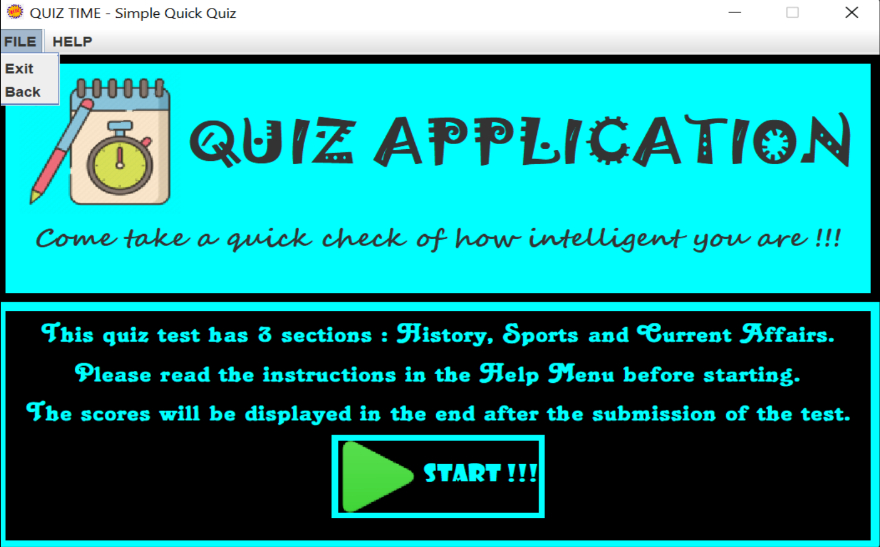 QUIZ TIME - Simple Quick Quiz
FILE HELP
Exit
Back
QUIZ APPLICATION
Come take a quick check of how intelligent you are !!!
This quiz test has 3 sections : History, Sports and Current Affairs.
Please read the instructions in the Help Menu before starting.
The scores will be displayed in the end after the submission of the test.
START !!!